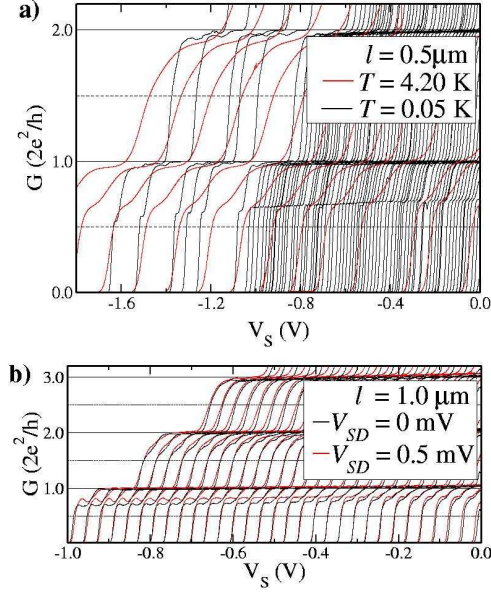 a)
2.0
1.0
0.0
G (2e²/h)
l = 0.5μm
T = 4.20 K
T = 0.05 K
-1.6 -1.2 -0.8 -0.4 0.0
V_S (V)
b)
3.0
2.0
1.0
G (2e²/h)
l = 1.0 μm
V_SD = 0 mV
V_SD = 0.5 mV
-1.0 -0.8 -0.6 -0.4 -0.2 0.0
V_S (V)